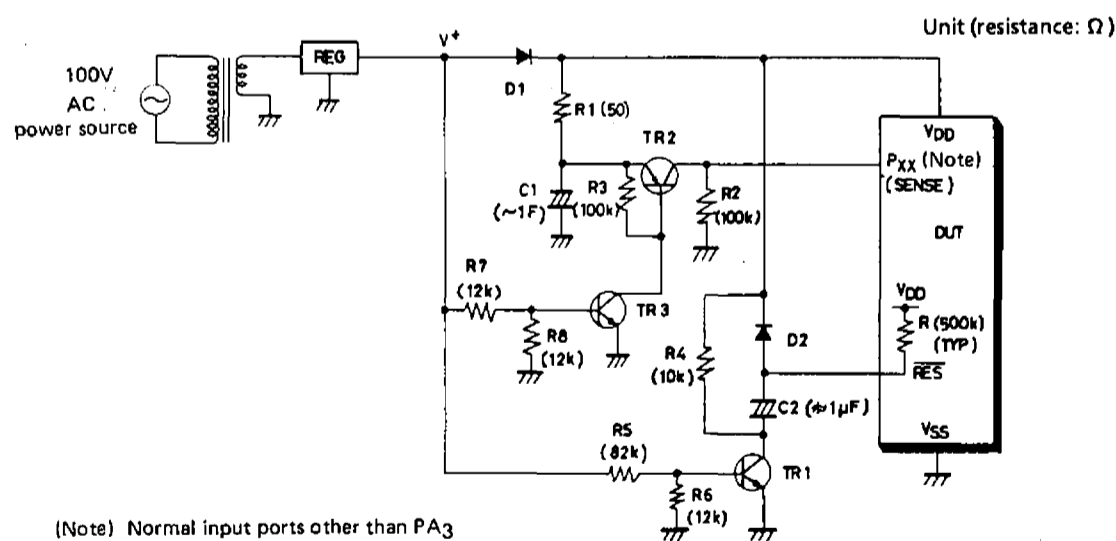 Unit (resistance: Ω)
V+
REG
100V
AC
power source
D1
R1 (50)
TR2
VDD
PXX (Note)
(SENSE)
C1
(~1F)
R3
(100k)
R2
(100k)
DUT
R7
(12k)
TR3
VDD
R (500k)
(TYP)
R8
(12k)
R4
(10k)
D2
RES
C2 (≈1μF)
R5
(82k)
VSS
TR1
R6
(12k)
(Note) Normal input ports other than PA3